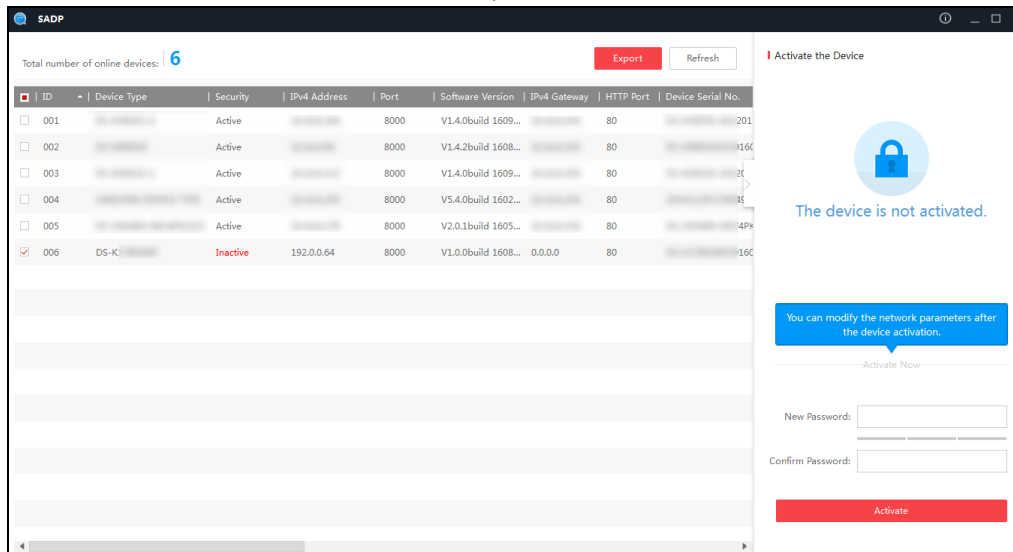 SADP
Total number of online devices: 6
Export
Refresh
ID | Device Type | Security | IPv4 Address | Port | Software Version | IPv4 Gateway | HTTP Port | Device Serial No.
001 Active 8000 V1.4.0build 1609... 80 201
002 Active 8000 V1.4.2build 1608... 80 160
003 Active 8000 V1.4.0build 1609... 80
004 Active 8000 V5.4.0build 1602... 80
005 Active 8000 V2.0.1build 1605... 80 4PK
006 DS-K Inactive 192.0.0.64 8000 V1.0.0build 1608... 0.0.0.0 80 160
Activate the Device
The device is not activated.
You can modify the network parameters after
the device activation.
Activate Now
New Password:
Confirm Password:
Activate